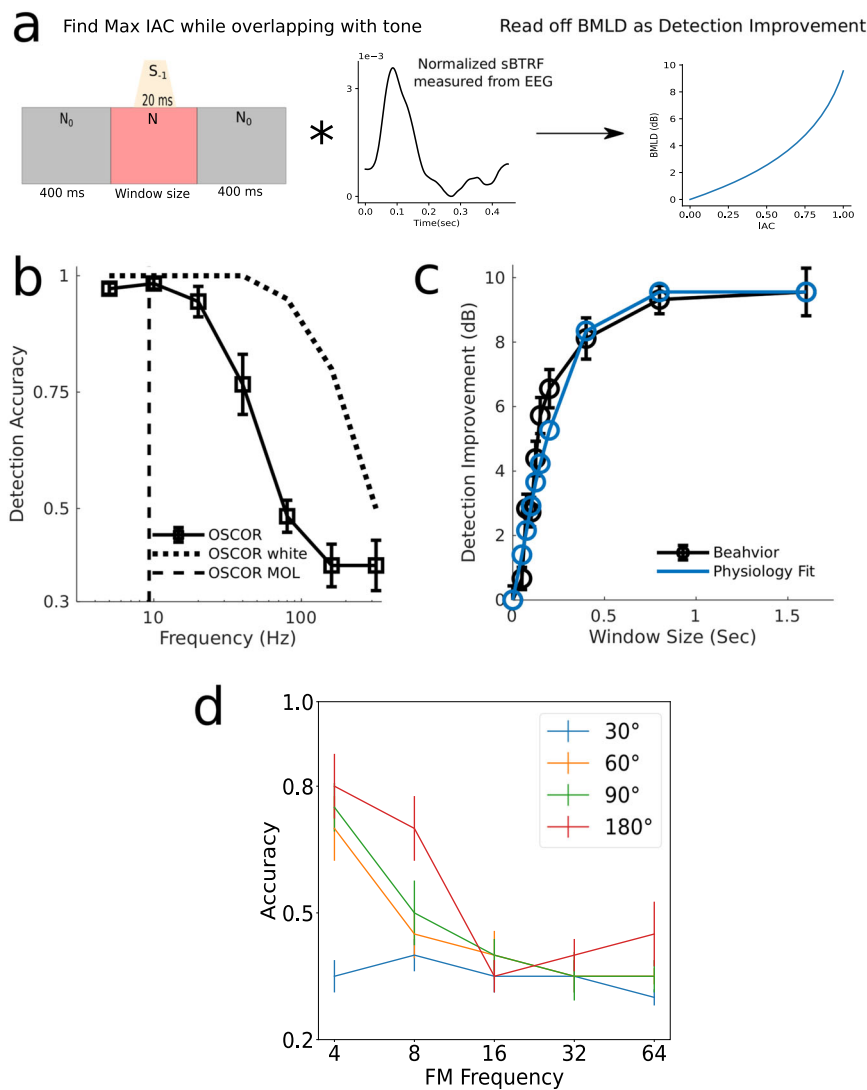 a
Find Max IAC while overlapping with tone
Read off BMLD as Detection Improvement
S-1
20 ms
N0
N
N0
400 ms
Window size
400 ms
*
1e−3
Normalized sBTRF
measured from EEG
3
0
0.0 0.1 0.2 0.3 0.4
Time(sec)
10
8
6
4
2
0
BMLD (dB)
0.00 0.25 0.50 0.75 1.00
IAC
b
1
0.75
0.5
0.3
Detection Accuracy
OSCOR
OSCOR white
OSCOR MOL
10 100
Frequency (Hz)
c
10
8
6
4
2
0
Detection Improvement (dB)
Beahvior
Physiology Fit
0 0.5 1 1.5
Window Size (Sec)
d
1.0
0.8
0.5
0.2
Accuracy
30°
60°
90°
180°
4 8 16 32 64
FM Frequency